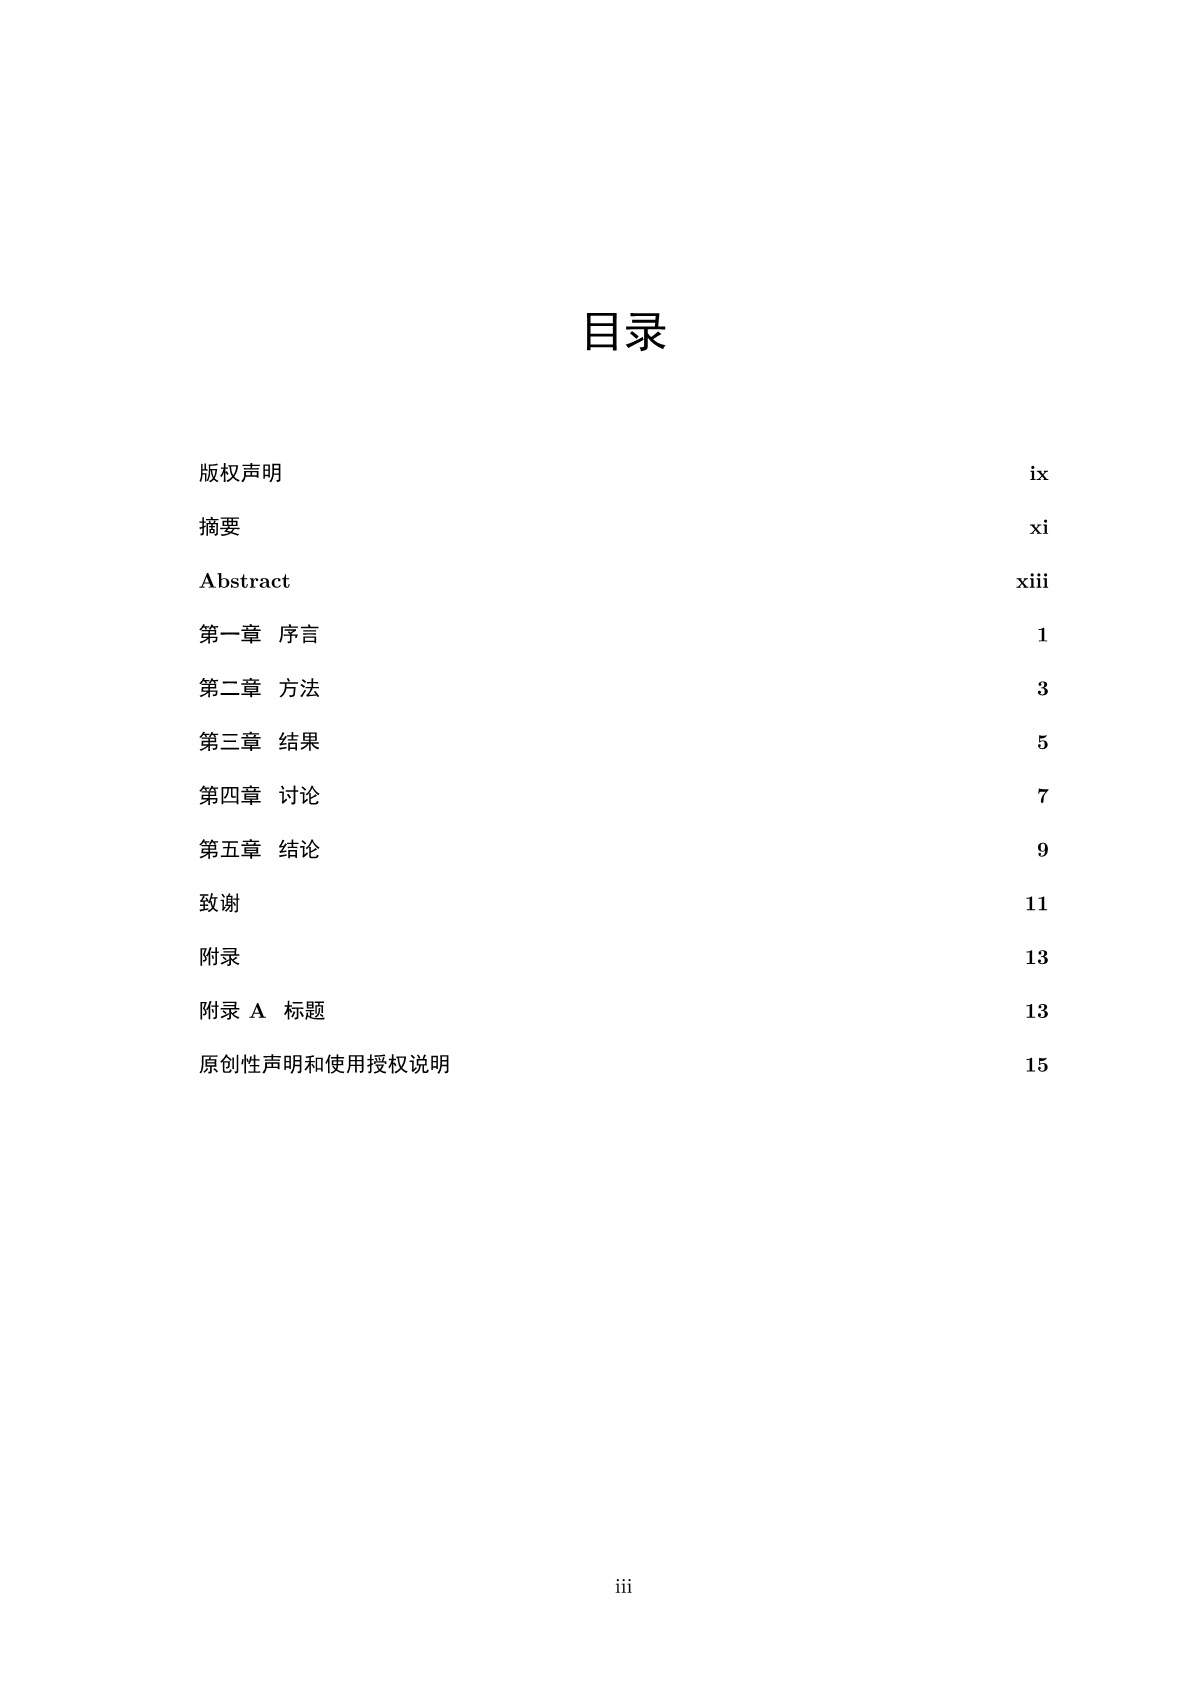 目录
版权声明 ix
摘要 xi
Abstract xiii
第一章 序言 1
第二章 方法 3
第三章 结果 5
第四章 讨论 7
第五章 结论 9
致谢 11
附录 13
附录 A 标题 13
原创性声明和使用授权说明 15
iii